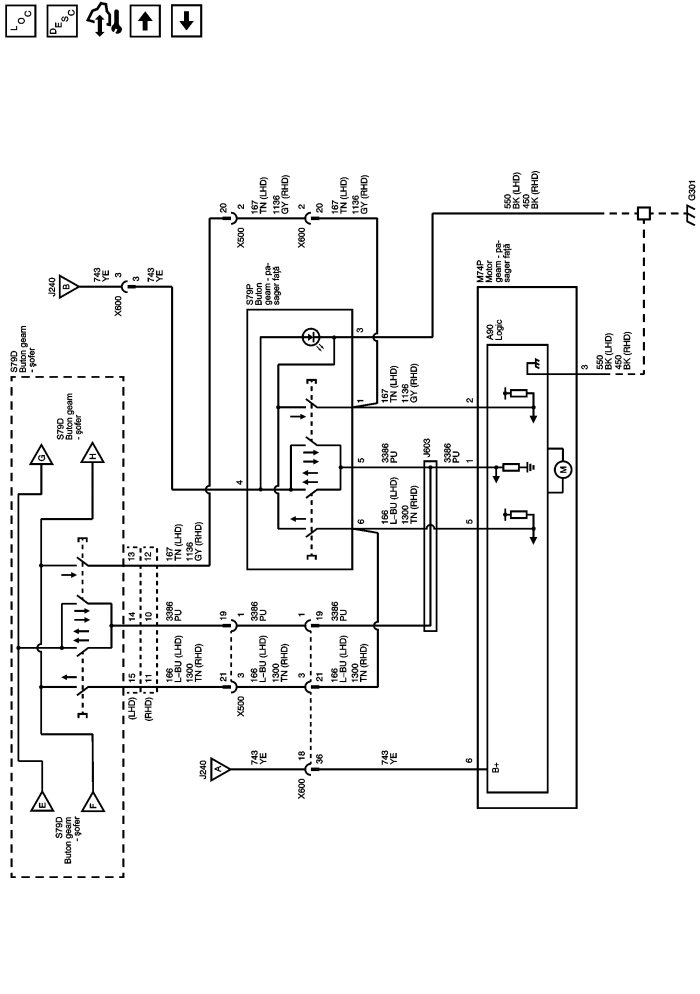 LOC
DESC
20
2
167
TN (LHD)
1136
GY (RHD)
2
20
167
TN (LHD)
1136
GY (RHD)
X500
X600
550
BK (LHD)
450
BK (RHD)
G301
J240
B
743
YE
3
3
743
YE
X600
S79P
Buton
geam - pa-
sager față
3
M74P
Motor
geam - pa-
sager față
A90
Logic
3
550
BK (LHD)
450
BK (RHD)
S79D
Buton geam
- șofer
S79D
Buton geam
- șofer
G
H
1
167
TN (LHD)
1136
GY (RHD)
2
4
5
3386
PU
J603
3386
PU
1
M
6
166
L-BU (LHD)
1300
TN (RHD)
5
13
12
167
TN (LHD)
1136
GY (RHD)
14
10
3386
PU
19
1
3386
PU
1
19
3386
PU
15
11
166
L-BU (LHD)
1300
TN (RHD)
21
3
166
L-BU (LHD)
1300
TN (RHD)
3
21
166
L-BU (LHD)
1300
TN (RHD)
(LHD)
(RHD)
X500
J240
A
743
YE
18
36
743
YE
6
B+
X600
E
F
S79D
Buton geam
- șofer